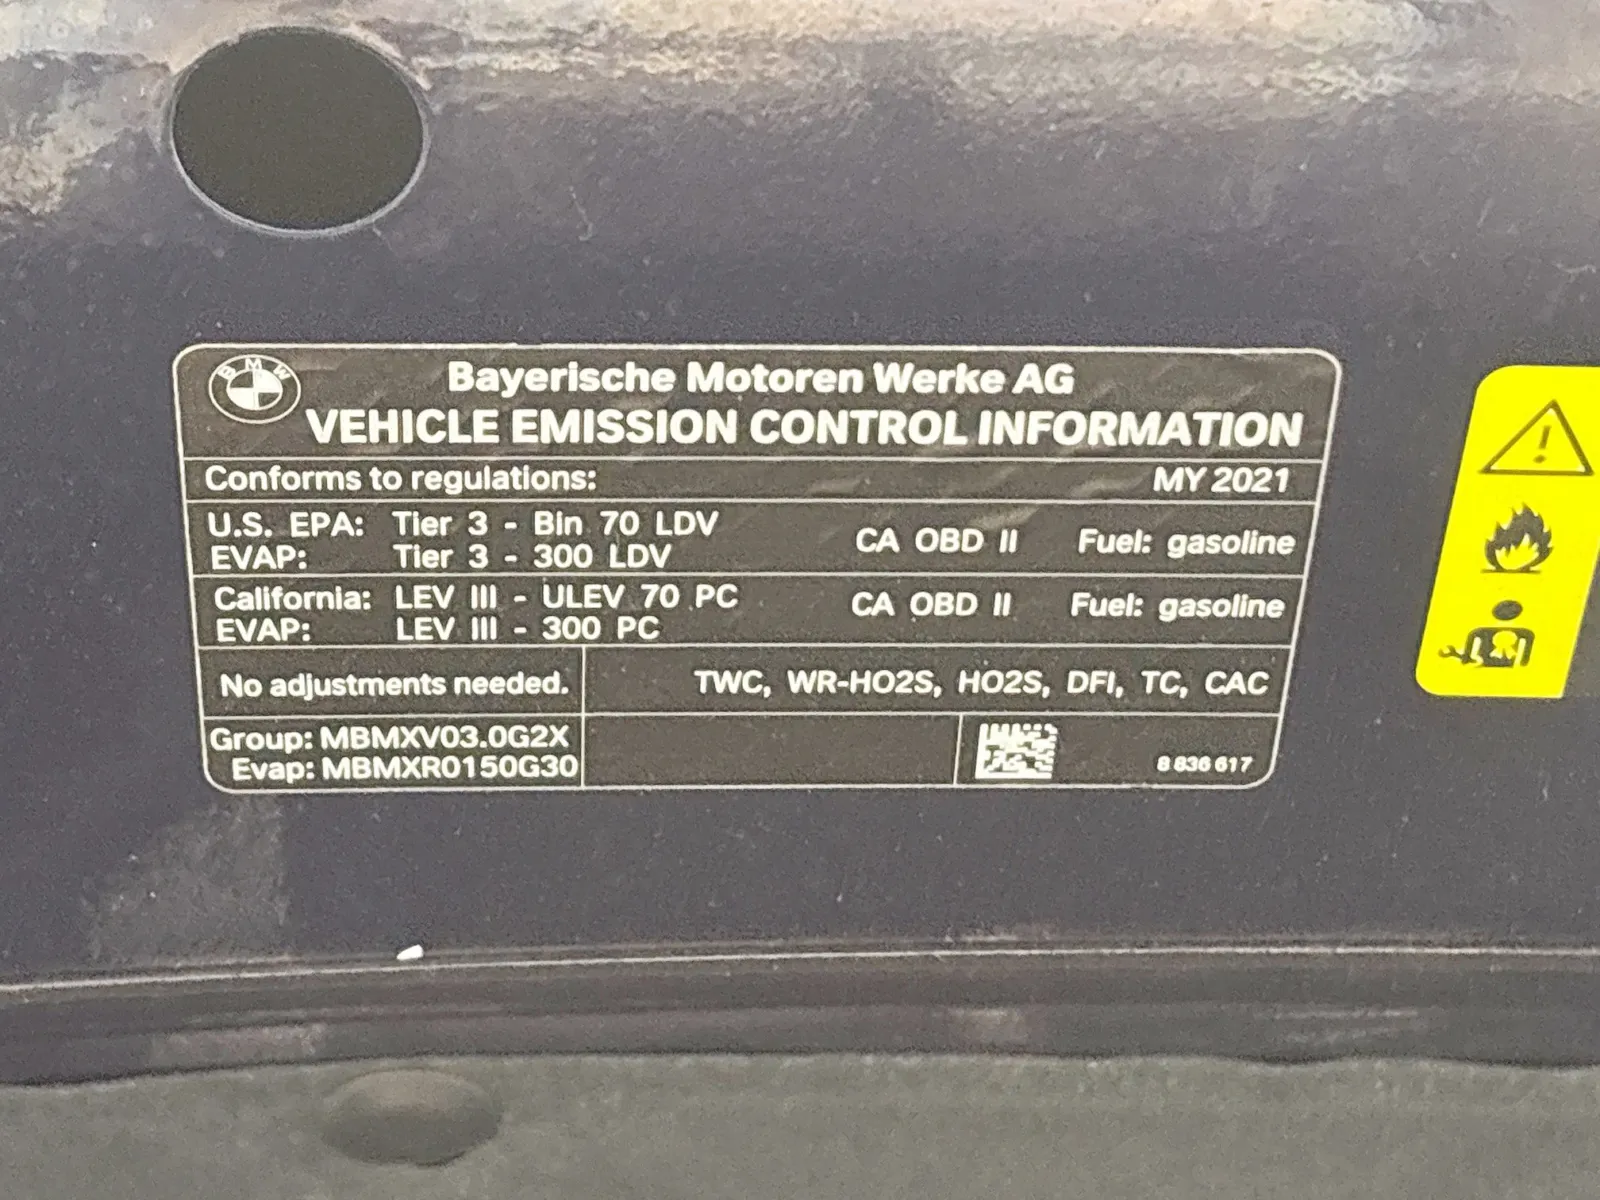 BMW
Bayerische Motoren Werke AG
VEHICLE EMISSION CONTROL INFORMATION
Conforms to regulations: MY 2021
U.S. EPA: Tier 3 - Bin 70 LDV CA OBD II Fuel: gasoline
EVAP: Tier 3 - 300 LDV
California: LEV III - ULEV 70 PC CA OBD II Fuel: gasoline
EVAP: LEV III - 300 PC
No adjustments needed. TWC, WR-HO2S, HO2S, DFI, TC, CAC
Group: MBMXV03.0G2X
Evap: MBMXR0150G30
8 836 617